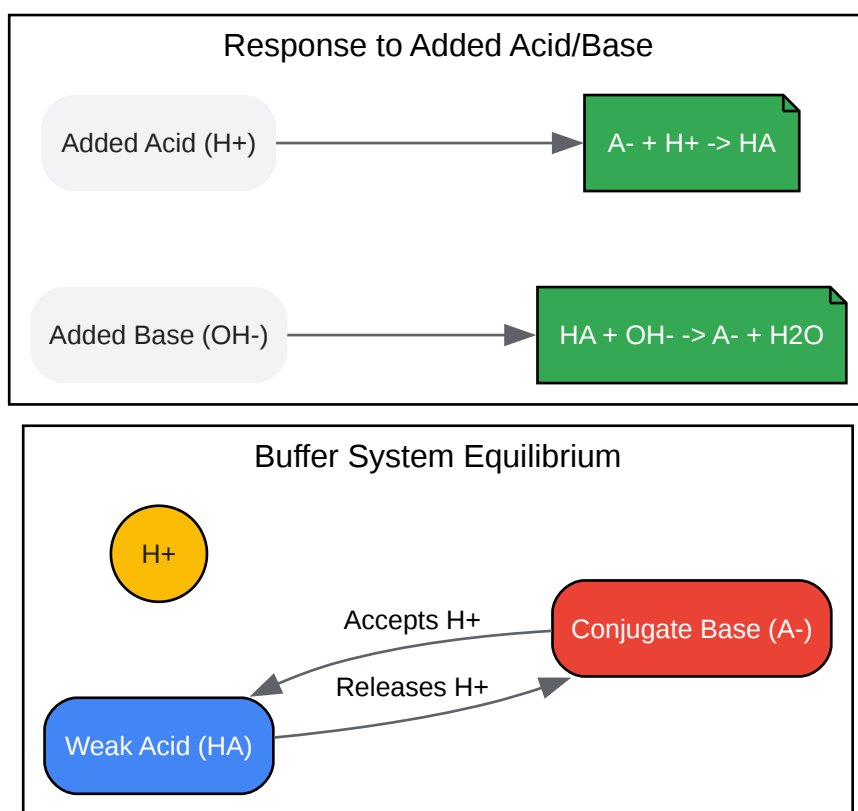 Response to Added Acid/Base
Added Acid (H+)
A- + H+ -> HA
Added Base (OH-)
HA + OH- -> A- + H2O
Buffer System Equilibrium
H+
Accepts H+
Conjugate Base (A-)
Releases H+
Weak Acid (HA)